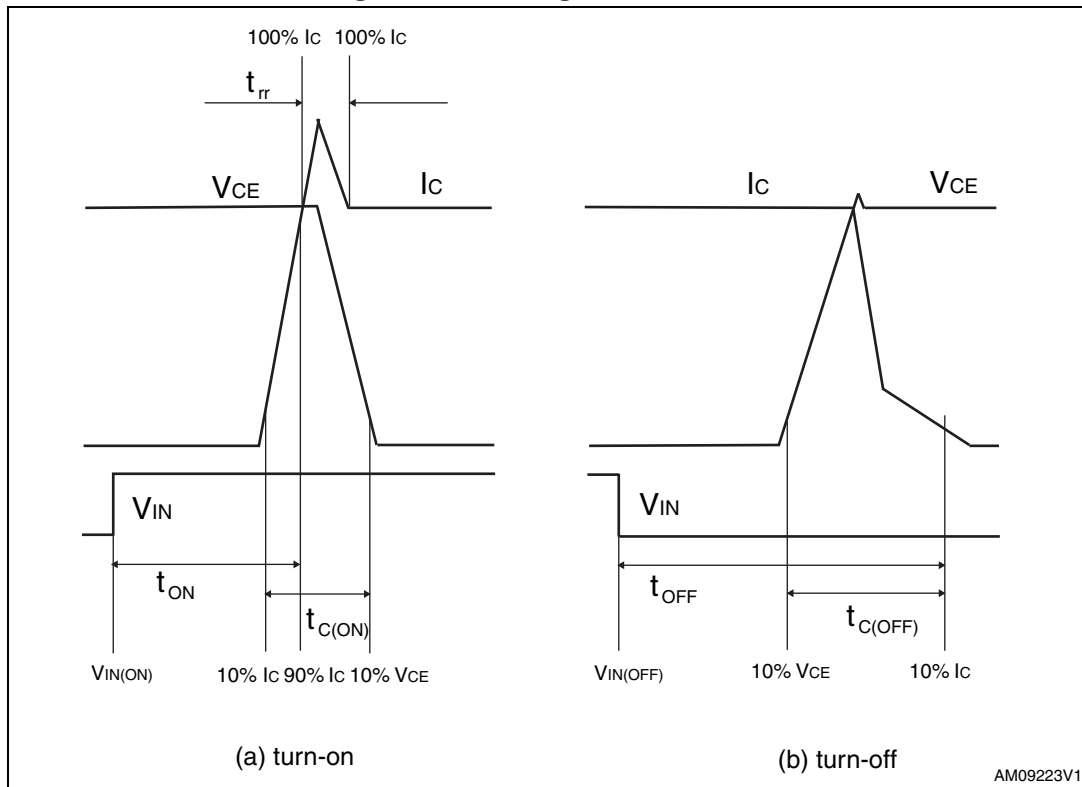 100% IC 100% IC
trr
VCE IC
VIN
tON
tC(ON)
VIN(ON) 10% IC 90% IC 10% VCE
(a) turn-on
IC VCE
VIN
tOFF
tC(OFF)
VIN(OFF) 10% VCE 10% IC
(b) turn-off
AM09223V1